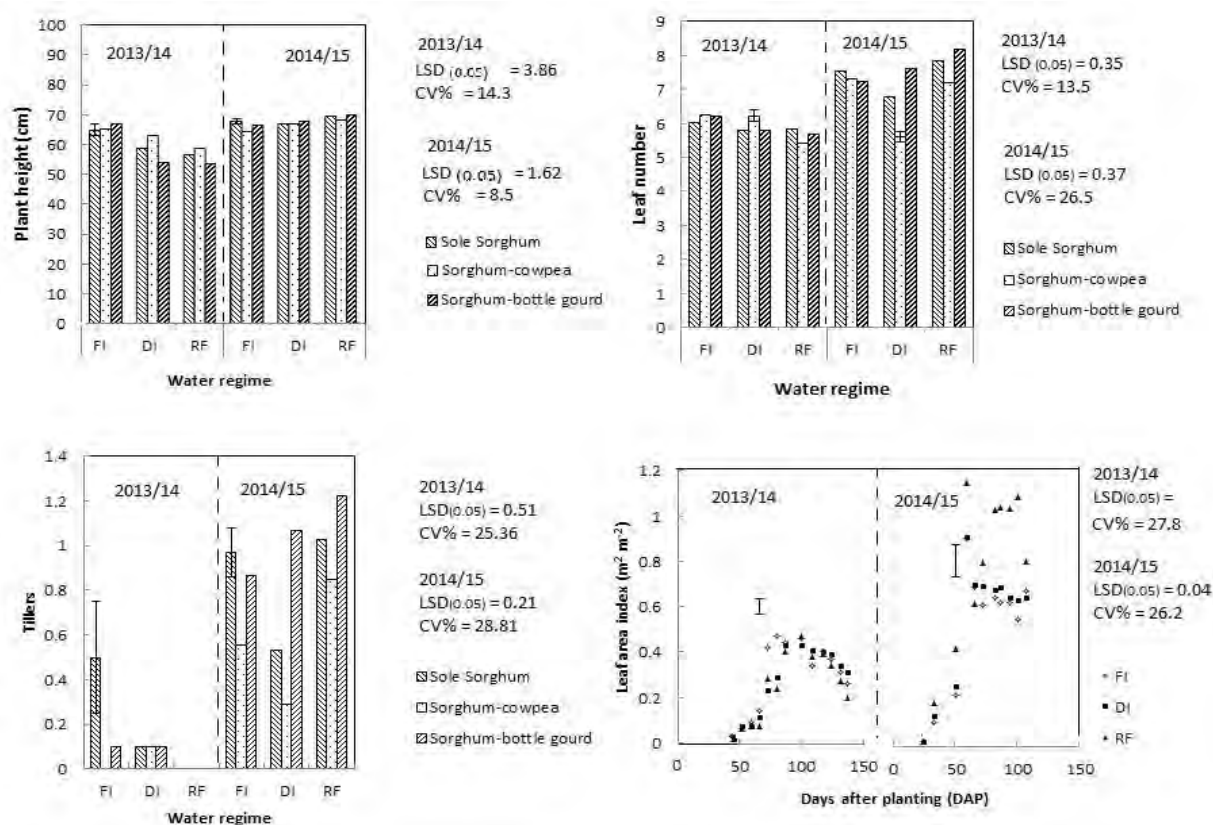 100
90
80
70
60
50
40
30
20
10
0
Plant height (cm)
2013/14
2014/15
FI DI RF FI DI RF
Water regime
2013/14
LSD (0.05) = 3.86
CV% = 14.3
2014/15
LSD (0.05) = 1.62
CV% = 8.5
Sole Sorghum
Sorghum-cowpea
Sorghum-bottle gourd
9
8
7
6
5
4
3
2
1
0
Leaf number
2013/14
2014/15
FI DI RF FI DI RF
Water regime
2013/14
LSD (0.05) = 0.35
CV% = 13.5
2014/15
LSD (0.05) = 0.37
CV% = 26.5
Sole Sorghum
Sorghum-cowpea
Sorghum-bottle gourd
1.4
1.2
1
0.8
0.6
0.4
0.2
0
Tillers
2013/14
2014/15
FI DI RF FI DI RF
Water regime
2013/14
LSD(0.05) = 0.51
CV% = 25.36
2014/15
LSD(0.05) = 0.21
CV% = 28.81
Sole Sorghum
Sorghum-cowpea
Sorghum-bottle gourd
1.2
1
0.8
0.6
0.4
0.2
0
Leaf area index (m² m⁻²)
2013/14
2014/15
0 50 100 150 0 50 100 150
Days after planting (DAP)
2013/14
LSD(0.05) =
CV% = 27.8
2014/15
LSD(0.05) = 0.04
CV% = 26.2
FI
DI
RF